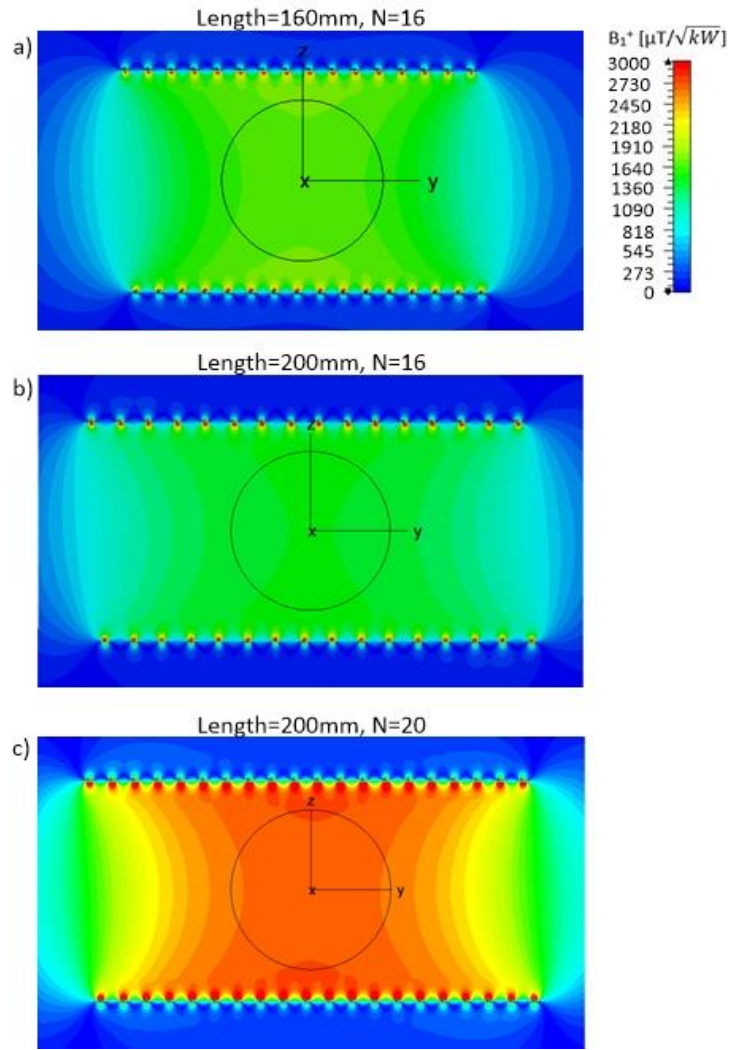 Length=160mm, N=16
a)
z
x
y
B₁⁺ [µT/√kW]
3000
2730
2450
2180
1910
1640
1360
1090
818
545
273
0
Length=200mm, N=16
b)
z
x
y
Length=200mm, N=20
c)
z
x
y